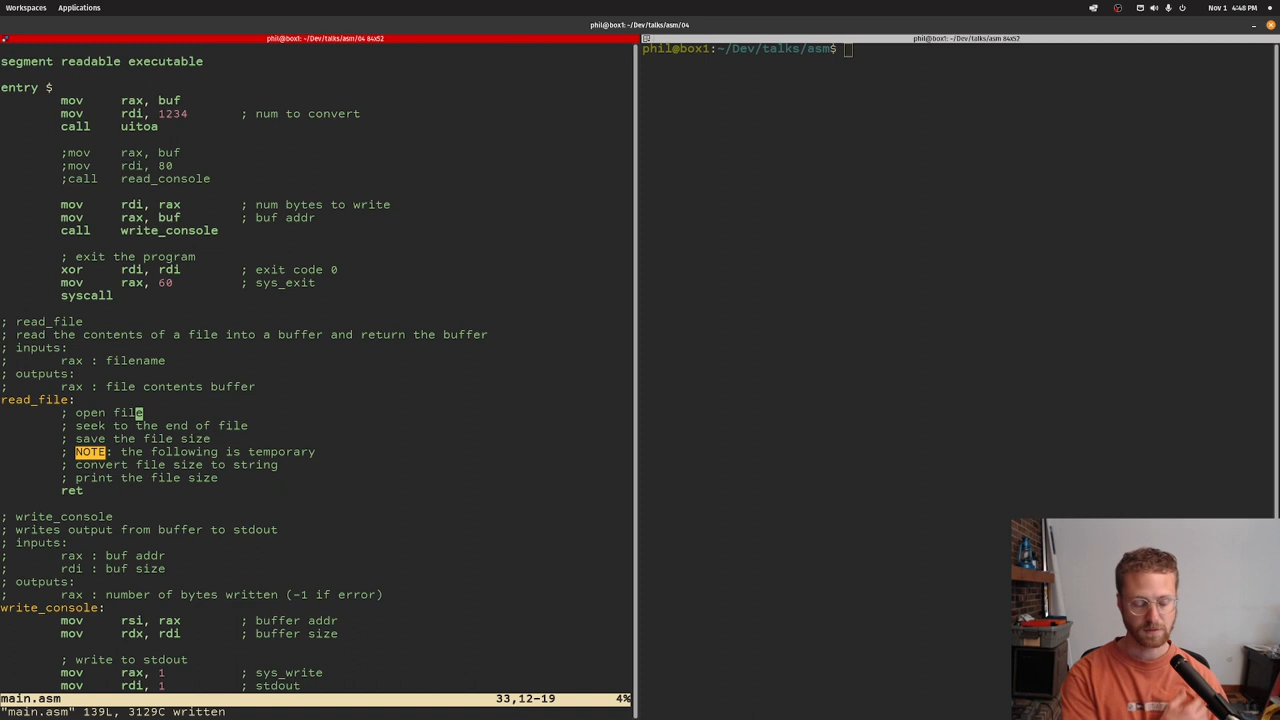 Workspaces Applications Nov 1 4:48 PM
phil@box1: ~/Dev/talks/asm/04
phil@box1: ~/Dev/talks/asm/04 84x52
phil@box1: ~/Dev/talks/asm 84x52
phil@box1:~/Dev/talks/asm$
segment readable executable
entry $
mov rax, buf
mov rdi, 1234 ; num to convert
call uitoa
;mov rax, buf
;mov rdi, 80
;call read_console
mov rdi, rax ; num bytes to write
mov rax, buf ; buf addr
call write_console
; exit the program
xor rdi, rdi ; exit code 0
mov rax, 60 ; sys_exit
syscall
; read_file
; read the contents of a file into a buffer and return the buffer
; inputs:
; rax : filename
; outputs:
; rax : file contents buffer
read_file:
; open file
; seek to the end of file
; save the file size
; NOTE: the following is temporary
; convert file size to string
; print the file size
ret
; write_console
; writes output from buffer to stdout
; inputs:
; rax : buf addr
; rdi : buf size
; outputs:
; rax : number of bytes written (-1 if error)
write_console:
mov rsi, rax ; buffer addr
mov rdx, rdi ; buffer size
; write to stdout
mov rax, 1 ; sys_write
mov rdi, 1 ; stdout
main.asm 33,12-19 4%
"main.asm" 139L, 3129C written